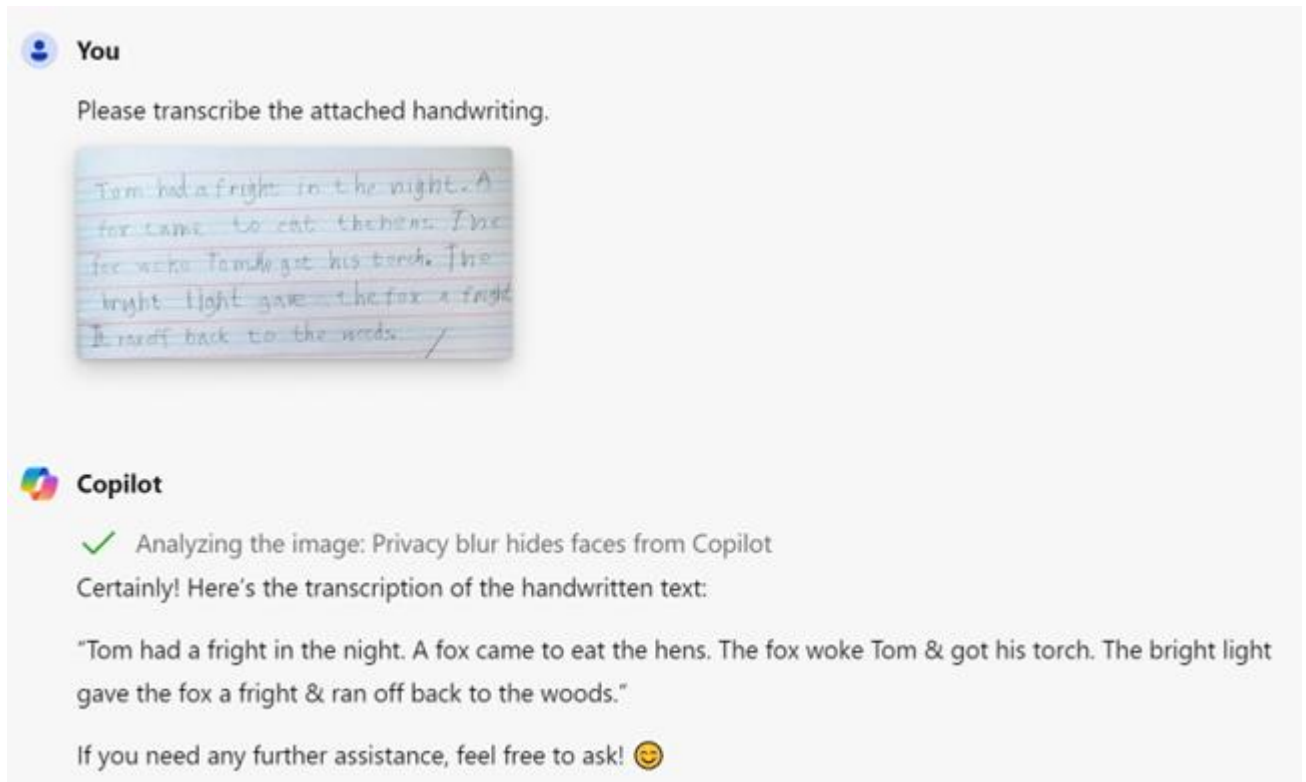 You
Please transcribe the attached handwriting.
Tom had a fright in the night. A
fox came to eat the hens. The
fox woke Tom. He got his torch. The
bright light gave the fox a fright
It ran off back to the woods.
Copilot
Analyzing the image: Privacy blur hides faces from Copilot
Certainly! Here's the transcription of the handwritten text:
“Tom had a fright in the night. A fox came to eat the hens. The fox woke Tom & got his torch. The bright light
gave the fox a fright & ran off back to the woods.”
If you need any further assistance, feel free to ask! 😊